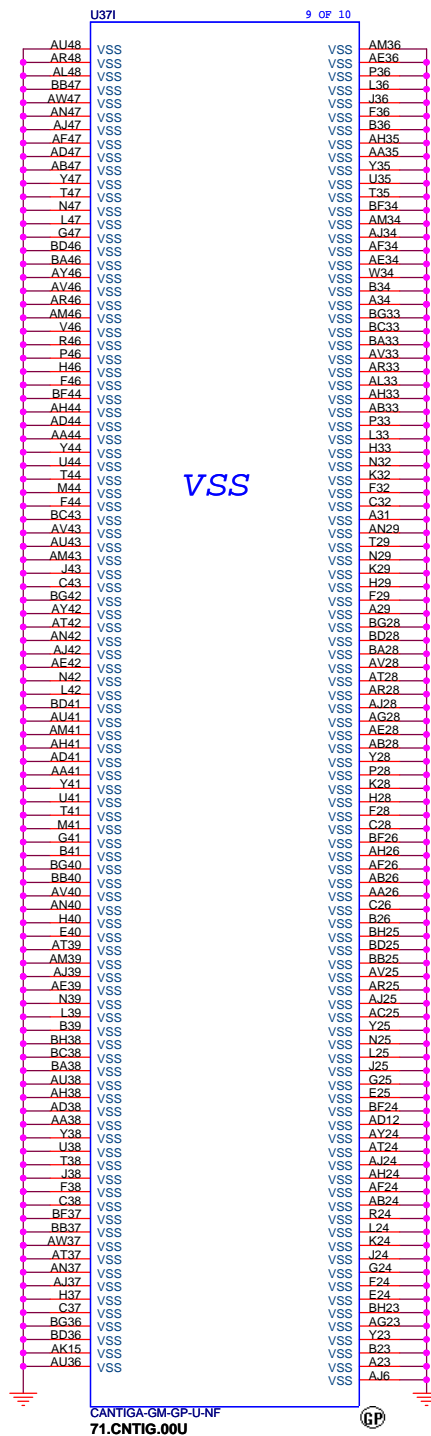 U37I
9 OF 10
AU48 VSS
AR48 VSS
AL48 VSS
BB47 VSS
AW47 VSS
AN47 VSS
AJ47 VSS
AF47 VSS
AD47 VSS
AB47 VSS
Y47 VSS
T47 VSS
N47 VSS
L47 VSS
G47 VSS
BD46 VSS
BA46 VSS
AY46 VSS
AV46 VSS
AR46 VSS
AM46 VSS
V46 VSS
R46 VSS
P46 VSS
H46 VSS
F46 VSS
BF44 VSS
AH44 VSS
AD44 VSS
AA44 VSS
Y44 VSS
U44 VSS
T44 VSS
M44 VSS
F44 VSS
BC43 VSS
AV43 VSS
AU43 VSS
AM43 VSS
J43 VSS
C43 VSS
BG42 VSS
AY42 VSS
AT42 VSS
AN42 VSS
AJ42 VSS
AE42 VSS
N42 VSS
L42 VSS
BD41 VSS
AU41 VSS
AM41 VSS
AH41 VSS
AD41 VSS
AA41 VSS
Y41 VSS
U41 VSS
T41 VSS
M41 VSS
G41 VSS
B41 VSS
BG40 VSS
BB40 VSS
AV40 VSS
AN40 VSS
H40 VSS
E40 VSS
AT39 VSS
AM39 VSS
AJ39 VSS
AE39 VSS
N39 VSS
L39 VSS
B39 VSS
BH38 VSS
BC38 VSS
BA38 VSS
AU38 VSS
AH38 VSS
AD38 VSS
AA38 VSS
Y38 VSS
U38 VSS
T38 VSS
J38 VSS
F38 VSS
C38 VSS
BF37 VSS
BB37 VSS
AW37 VSS
AT37 VSS
AN37 VSS
AJ37 VSS
H37 VSS
C37 VSS
BG36 VSS
BD36 VSS
AK15 VSS
AU36 VSS
VSS
VSS AM36
VSS AE36
VSS P36
VSS L36
VSS J36
VSS F36
VSS B36
VSS AH35
VSS AA35
VSS Y35
VSS U35
VSS T35
VSS BF34
VSS AM34
VSS AJ34
VSS AF34
VSS AE34
VSS W34
VSS B34
VSS A34
VSS BG33
VSS BC33
VSS BA33
VSS AV33
VSS AR33
VSS AL33
VSS AH33
VSS AB33
VSS P33
VSS L33
VSS H33
VSS N32
VSS K32
VSS F32
VSS C32
VSS A31
VSS AN29
VSS T29
VSS N29
VSS K29
VSS H29
VSS F29
VSS A29
VSS BG28
VSS BD28
VSS BA28
VSS AV28
VSS AT28
VSS AR28
VSS AJ28
VSS AG28
VSS AE28
VSS AB28
VSS Y28
VSS P28
VSS K28
VSS H28
VSS F28
VSS C28
VSS BF26
VSS AH26
VSS AF26
VSS AB26
VSS AA26
VSS C26
VSS B26
VSS BH25
VSS BD25
VSS BB25
VSS AV25
VSS AR25
VSS AJ25
VSS AC25
VSS Y25
VSS N25
VSS L25
VSS J25
VSS G25
VSS E25
VSS BF24
VSS AD12
VSS AY24
VSS AT24
VSS AJ24
VSS AH24
VSS AF24
VSS AB24
VSS R24
VSS L24
VSS K24
VSS J24
VSS G24
VSS F24
VSS E24
VSS BH23
VSS AG23
VSS Y23
VSS B23
VSS A23
VSS AJ6
CANTIGA-GM-GP-U-NF
71.CNTIG.00U
GP